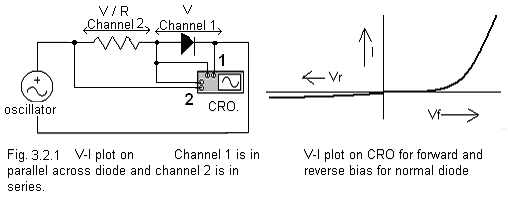 V / R
Channel 2
V
Channel 1
1
2
CRO.
oscillator
I
Vr
Vf
Fig. 3.2.1 V-I plot on Channel 1 is in
parallel across diode and channel 2 is in
series.
V-I plot on CRO for forward and
reverse bias for normal diode